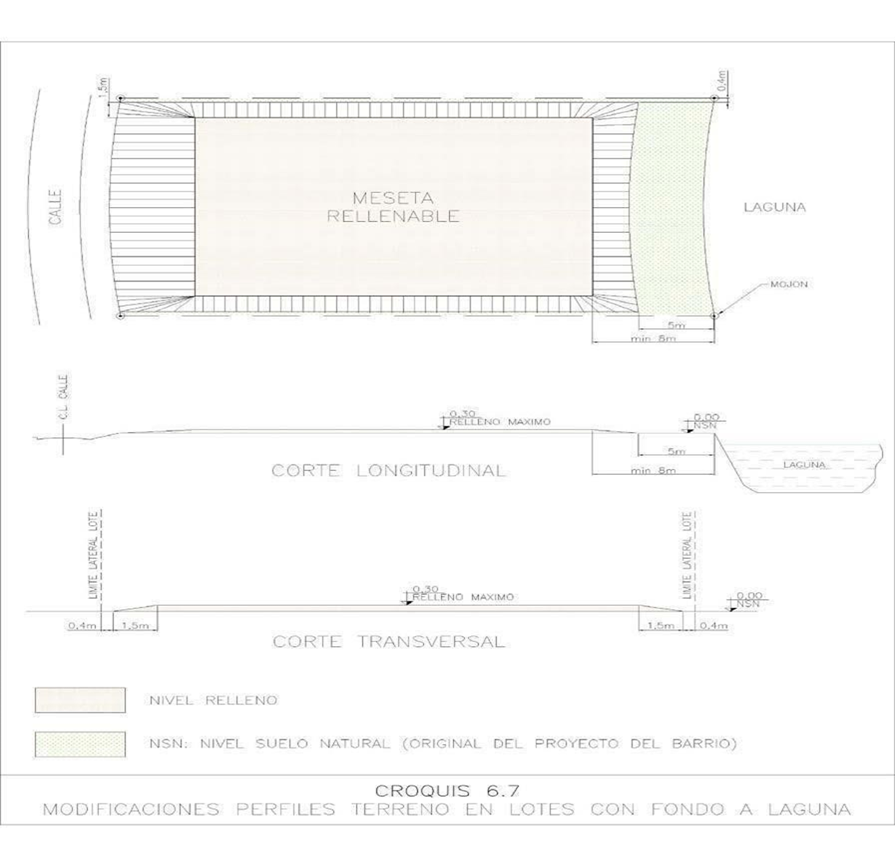 1,5m
0,4m
CALLE
MESETA
RELLENABLE
LAGUNA
MOJON
5m
min 8m
C.L. CALLE
0,30
RELLENO MAXIMO
0,00
NSN
5m
min 8m
LAGUNA
CORTE LONGITUDINAL
LIMITE LATERAL LOTE
LIMITE LATERAL LOTE
0,30
RELLENO MAXIMO
0,00
NSN
0,4m
1,5m
1,5m
0,4m
CORTE TRANSVERSAL
NIVEL RELLENO
NSN: NIVEL SUELO NATURAL (ORIGINAL DEL PROYECTO DEL BARRIO)
CROQUIS 6.7
MODIFICACIONES PERFILES TERRENO EN LOTES CON FONDO A LAGUNA